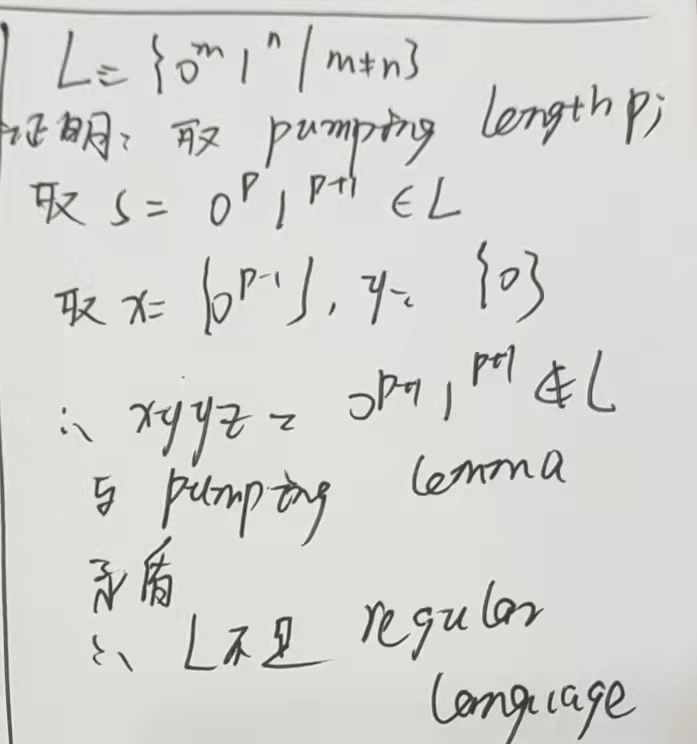 L = {0^m 1^n | m≠n}
证明: 取 pumping length p;
取 s = 0^p 1^{p+1} ∈ L
取 x = {0^{p-1}}, y = {0}
∴ xyyz = 0^{p+1} 1^{p+1} ∉ L
与 pumping lemma
矛盾
∴ L不是 regular
language